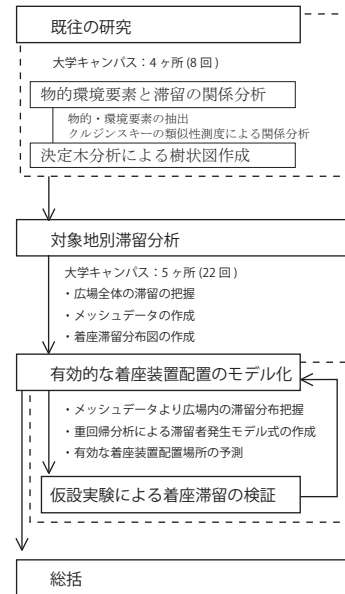 既往の研究
大学キャンパス：4ヶ所(8回)
物的環境要素と滞留の関係分析
物的・環境要素の抽出
クルジンスキーの類似性測度による関係分析
決定木分析による樹状図作成
対象地別滞留分析
大学キャンパス：5ヶ所(22回)
・広場全体の滞留の把握
・メッシュデータの作成
・着座滞留分布図の作成
有効的な着座装置配置のモデル化
・メッシュデータより広場内の滞留分布把握
・重回帰分析による滞留者発生モデル式の作成
・有効な着座装置配置場所の予測
仮設実験による着座滞留の検証
総括